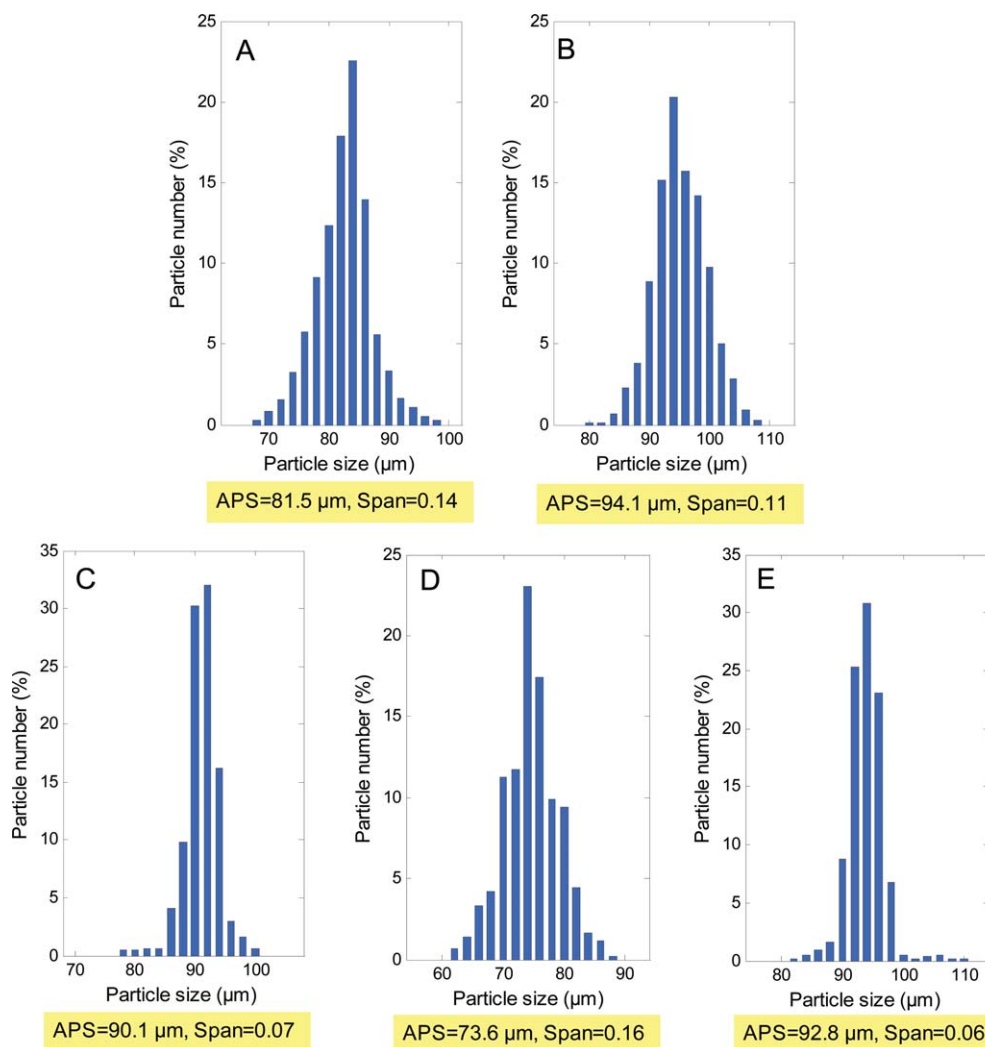 A
25
20
15
10
5
0
Particle number (%)
70 80 90 100
Particle size (µm)
APS=81.5 µm, Span=0.14
B
25
20
15
10
5
0
Particle number (%)
80 90 100 110
Particle size (µm)
APS=94.1 µm, Span=0.11
C
35
30
25
20
15
10
5
0
Particle number (%)
70 80 90 100
Particle size (µm)
APS=90.1 µm, Span=0.07
D
25
20
15
10
5
0
Particle number (%)
60 70 80 90
Particle size (µm)
APS=73.6 µm, Span=0.16
E
35
30
25
20
15
10
5
0
Particle number (%)
80 90 100 110
Particle size (µm)
APS=92.8 µm, Span=0.06